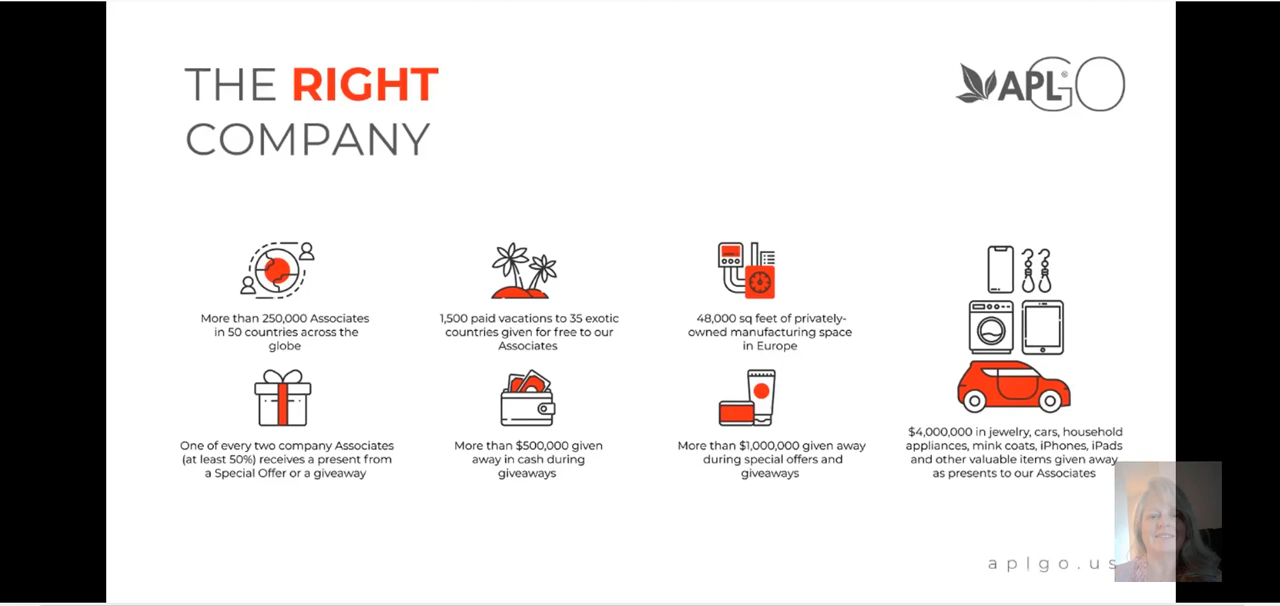 THE RIGHT
COMPANY
APL GO
More than 250,000 Associates
in 50 countries across the
globe
1,500 paid vacations to 35 exotic
countries given for free to our
Associates
48,000 sq feet of privately-
owned manufacturing space
in Europe
$4,000,000 in jewelry, cars, household
appliances, mink coats, iPhones, iPads
and other valuable items given away
as presents to our Associates
One of every two company Associates
(at least 50%) receives a present from
a Special Offer or a giveaway
More than $500,000 given
away in cash during
giveaways
More than $1,000,000 given away
during special offers and
giveaways
aplgo.us